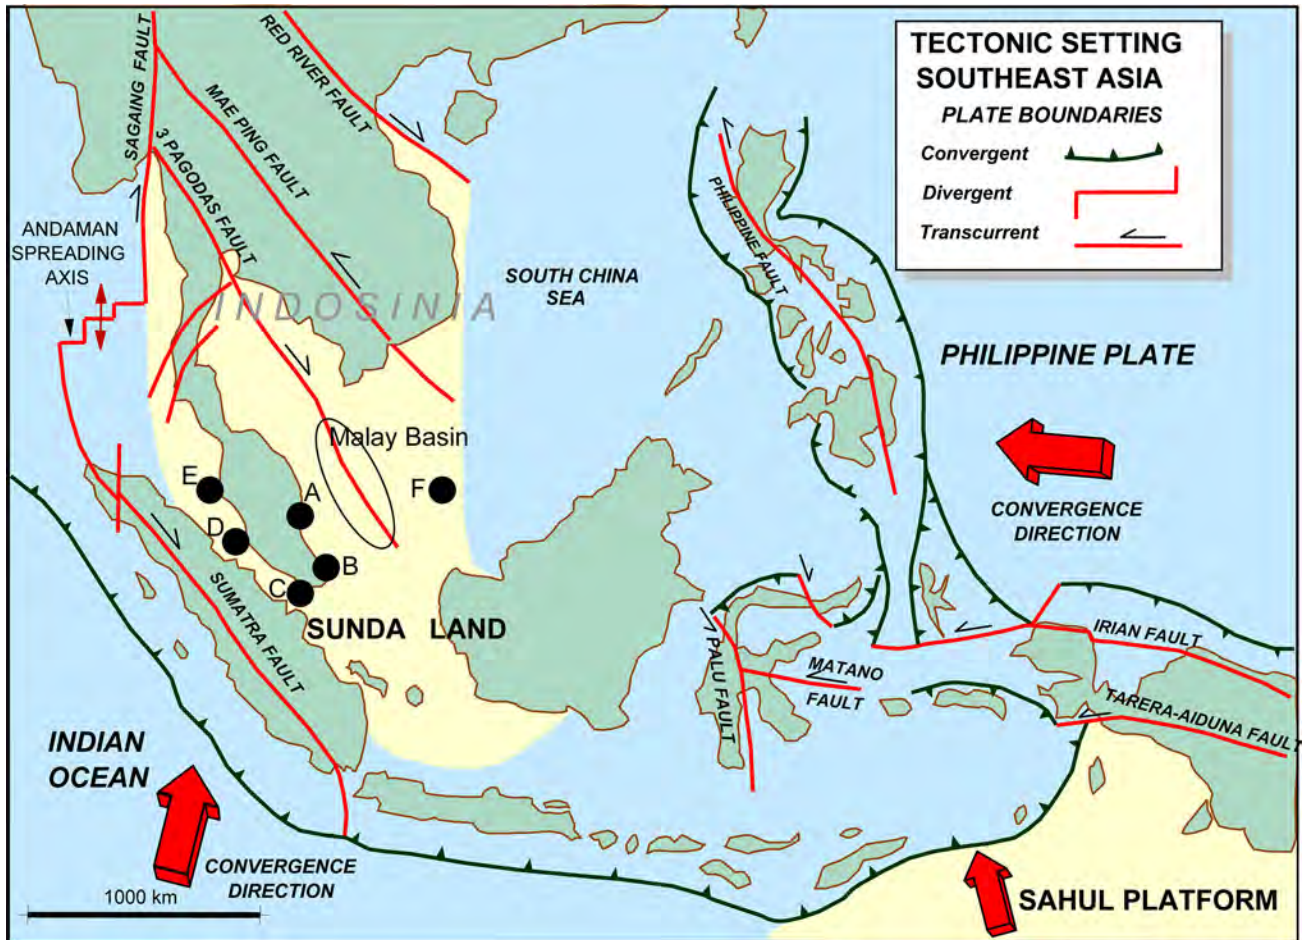 TECTONIC SETTING
SOUTHEAST ASIA
PLATE BOUNDARIES
Convergent
Divergent
Transcurrent
SAGAING FAULT
RED RIVER FAULT
MAE PING FAULT
3 PAGODAS FAULT
ANDAMAN
SPREADING
AXIS
INDOSINIA
SOUTH CHINA
SEA
PHILIPPINE FAULT
PHILIPPINE PLATE
CONVERGENCE
DIRECTION
Malay Basin
E
A
F
D
B
C
SUNDA LAND
SUMATRA FAULT
PALU FAULT
MATANO
FAULT
IRIAN FAULT
TARERA-AIDUNA FAULT
INDIAN
OCEAN
CONVERGENCE
DIRECTION
1000 km
SAHUL PLATFORM